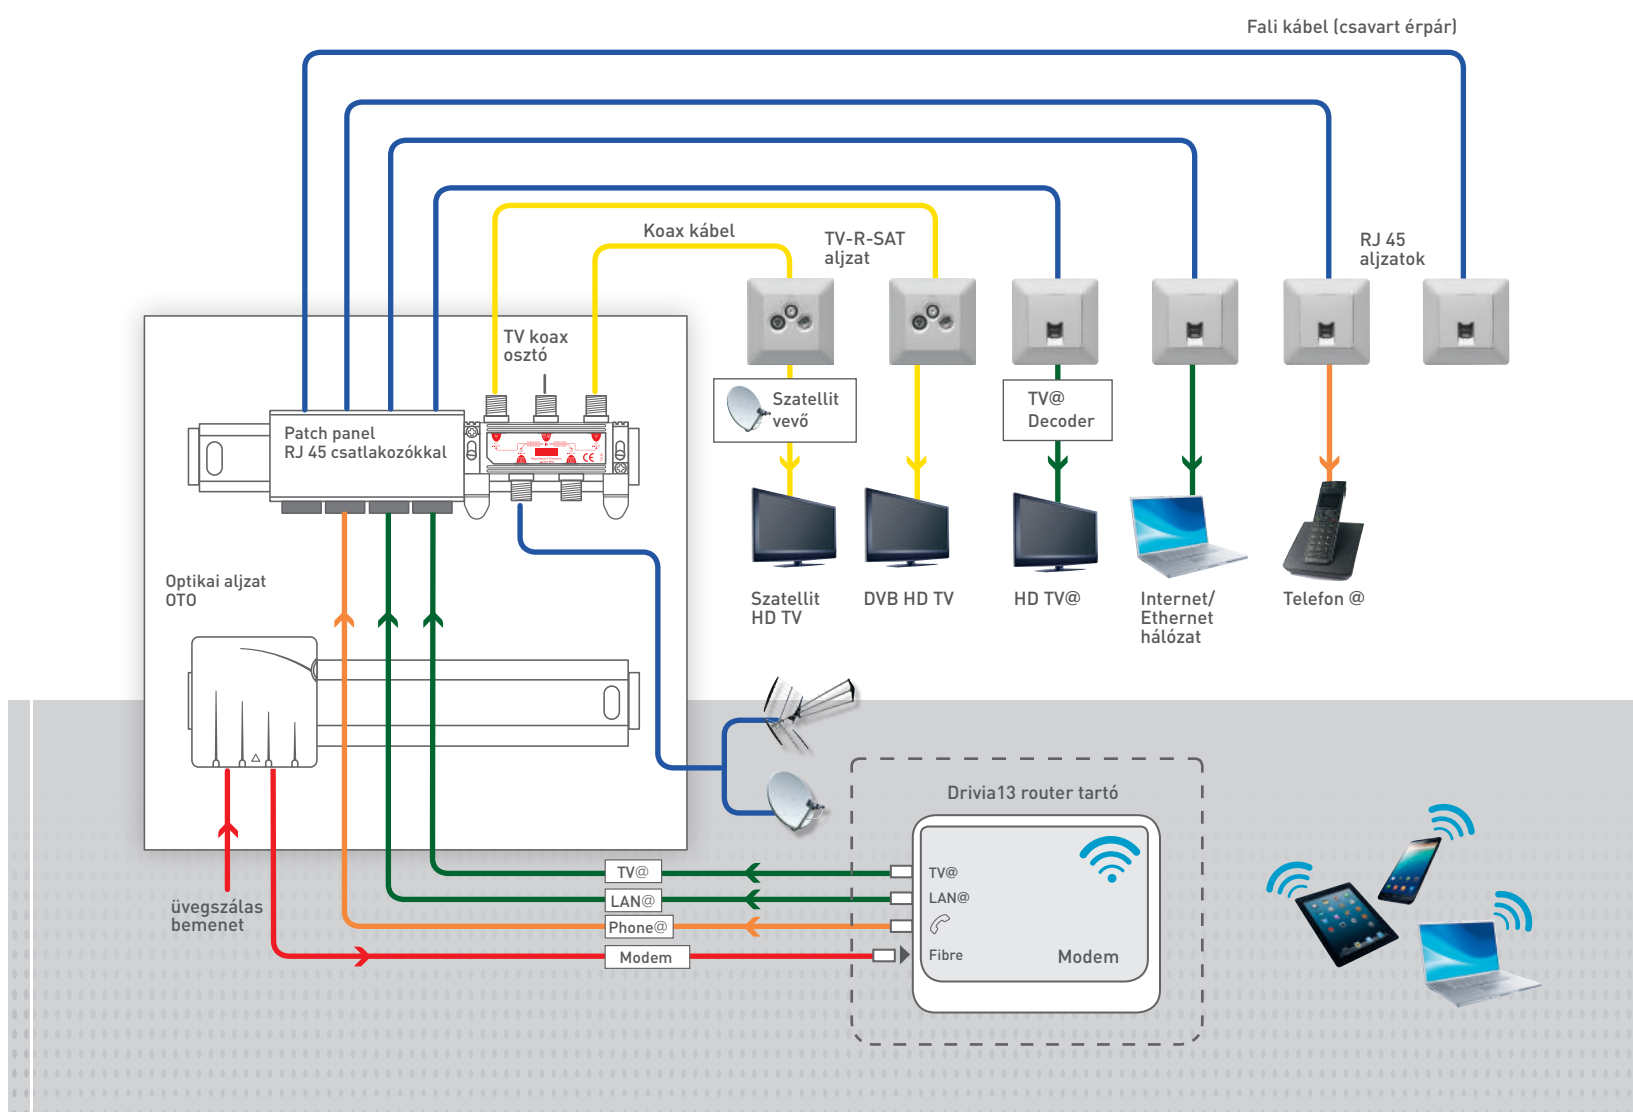 Fali kábel (csavart érpár)
Koax kábel
TV-R-SAT
aljzat
RJ 45
aljzatok
TV koax
osztó
Szatellit
vevő
TV@
Decoder
Patch panel
RJ 45 csatlakozókkal
CE
Optikai aljzat
OTO
Szatellit
HD TV
DVB HD TV
HD TV@
Internet/
Ethernet
hálózat
Telefon @
Drivia13 router tartó
TV@
LAN@
Phone@
Modem
TV@
LAN@
Fibre
Modem
üvegszálas
bemenet